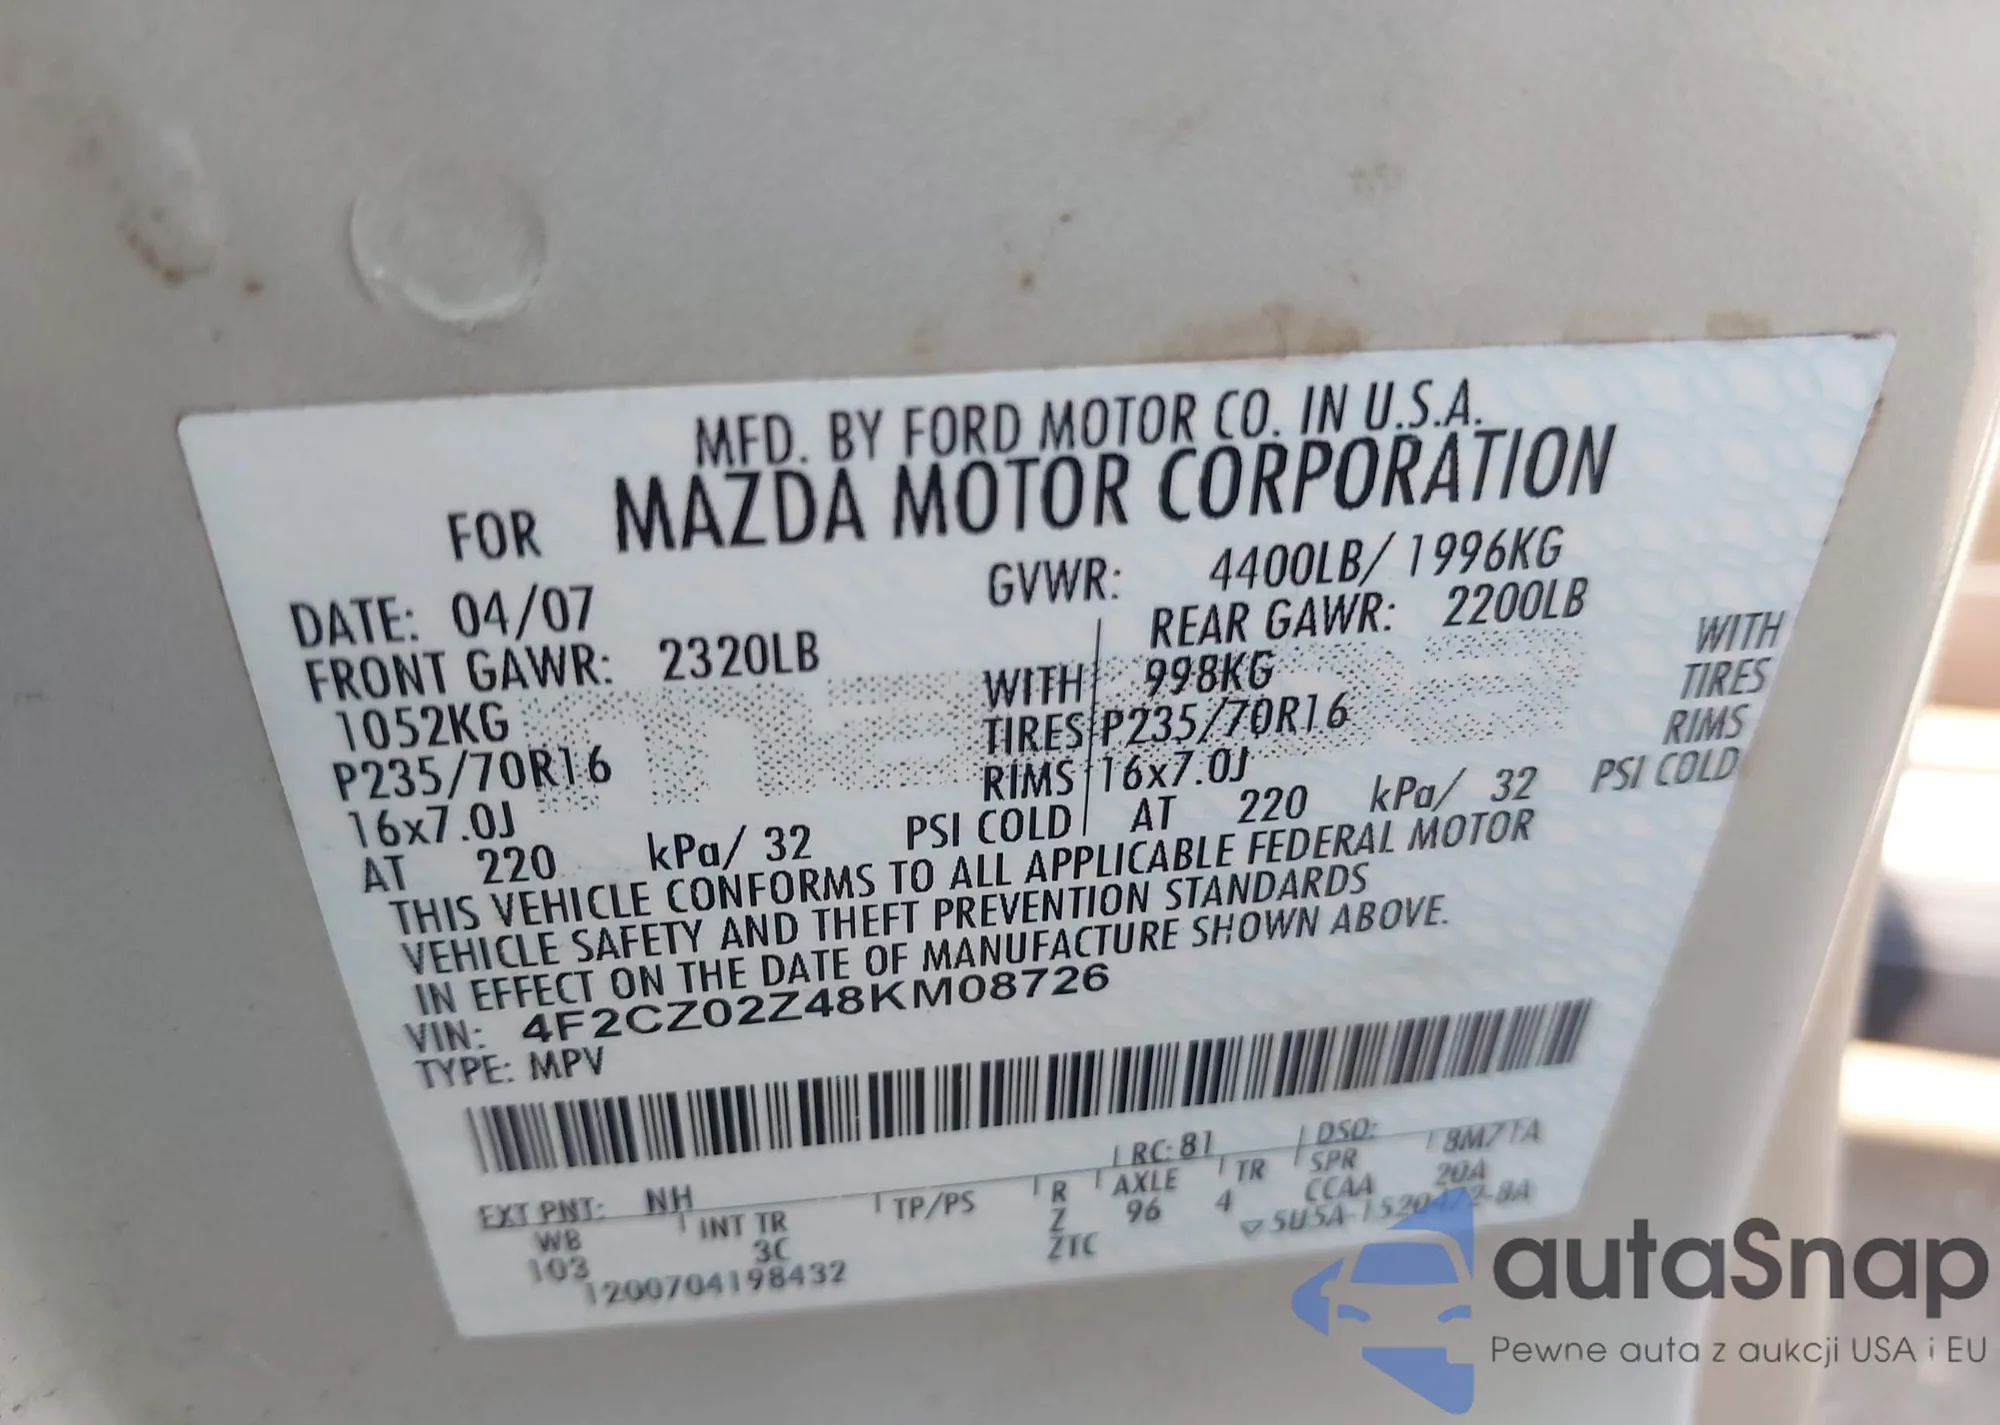 MFD. BY FORD MOTOR CO. IN U.S.A.
FOR MAZDA MOTOR CORPORATION
DATE: 04/07 GVWR: 4400LB/ 1996KG
FRONT GAWR: 2320LB REAR GAWR: 2200LB
1052KG WITH 998KG WITH
P235/70R16 TIRES P235/70R16 TIRES
16x7.0J RIMS 16x7.0J RIMS
AT 220 kPa/ 32 PSI COLD AT 220 kPa/ 32 PSI COLD
THIS VEHICLE CONFORMS TO ALL APPLICABLE FEDERAL MOTOR
VEHICLE SAFETY AND THEFT PREVENTION STANDARDS
IN EFFECT ON THE DATE OF MANUFACTURE SHOWN ABOVE.
VIN: 4F2CZ02Z48KM08726
TYPE: MPV
EXT PNT: NH RC: 81 DSO:
WB INT TR TP/PS R AXLE TR SPR 8M71A
103 3C Z 96 4 CCAA 20A
1200704198432 ZTC 5U5A-1520472-8A
autaSnap
Pewne auta z aukcji USA i EU